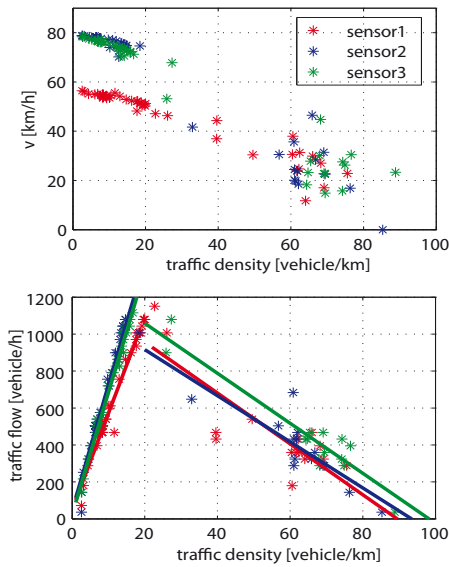 v [km/h]
80
60
40
20
0
sensor1
sensor2
sensor3
0 20 40 60 80 100
traffic density [vehicle/km]
traffic flow [vehicle/h]
1200
1000
800
600
400
200
0
0 20 40 60 80 100
traffic density [vehicle/km]